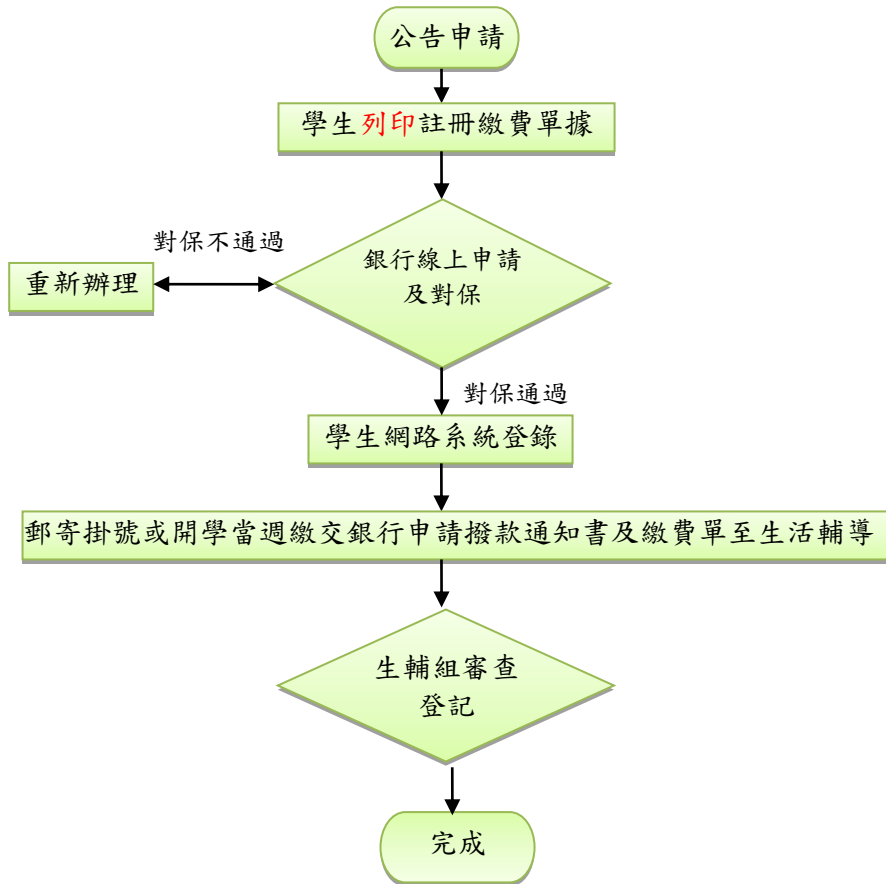 公告申請
學生列印註冊繳費單據
對保不通過
銀行線上申請
及對保
重新辦理
對保通過
學生網路系統登錄
郵寄掛號或開學當週繳交銀行申請撥款通知書及繳費單至生活輔導
生輔組審查
登記
完成